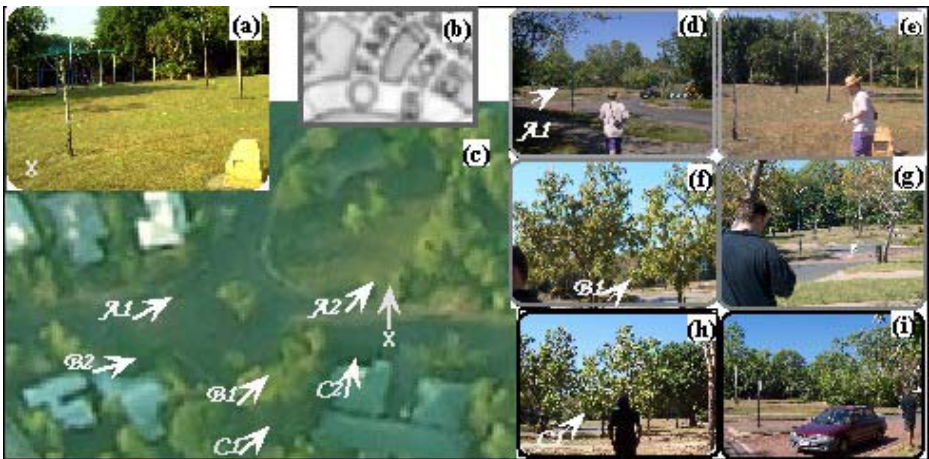 (a)
(b)
(c)
(d)
(e)
(f)
(g)
(h)
(i)
X
A1
A2
X
B2
B1
C2
C1
A1
B1
C1